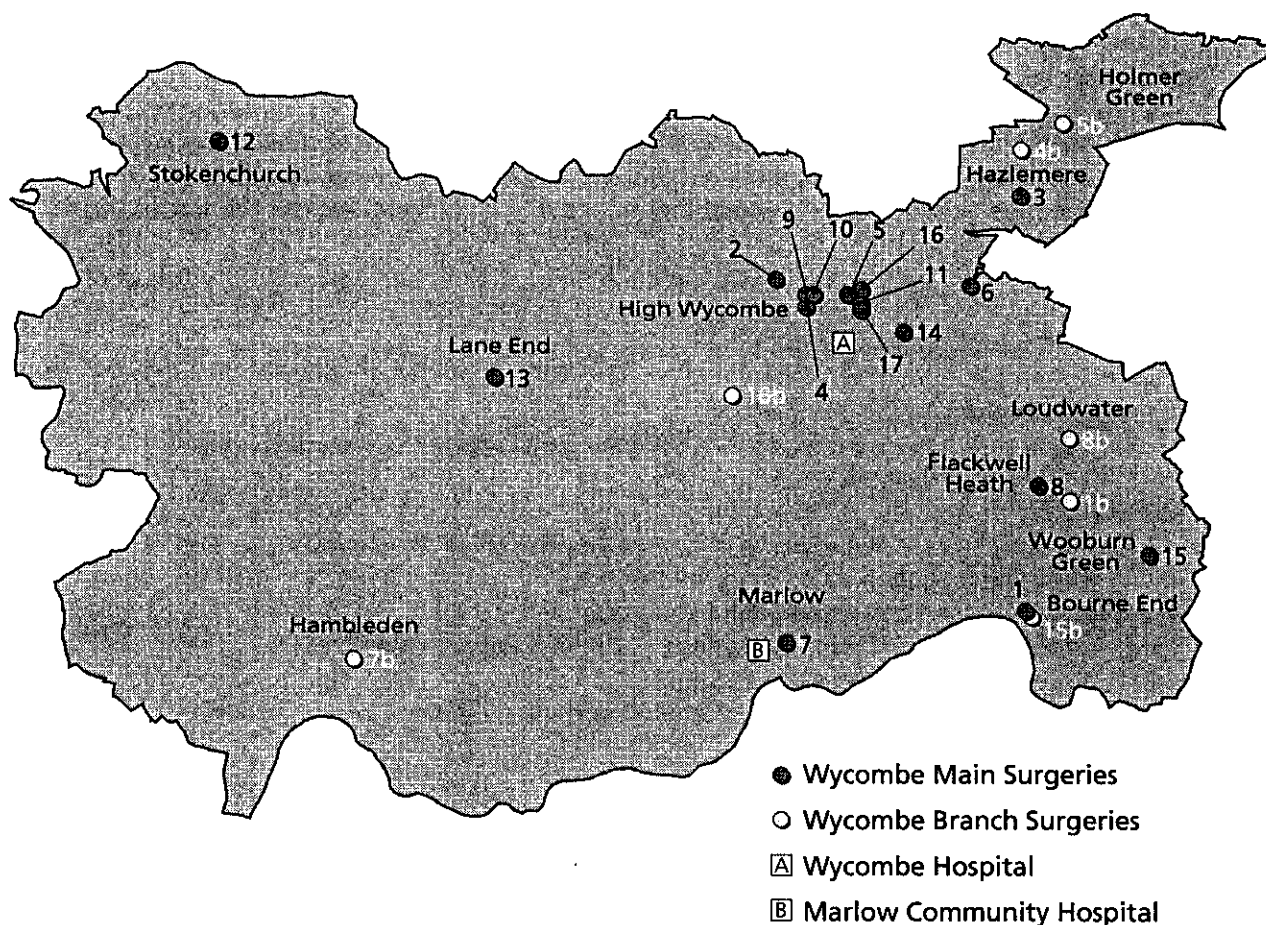 Holmer
Green
5b
4b
Hazlemere
3
12
Stokenchurch
9
10
5
16
2
11
6
High Wycombe
A
14
17
4
Lane End
13
16b
Loudwater
8b
Flackwell
Heath
8
1b
Wooburn
Green
15
1
Bourne End
15b
Marlow
B
7
Hambleden
7b
Wycombe Main Surgeries
Wycombe Branch Surgeries
A Wycombe Hospital
B Marlow Community Hospital